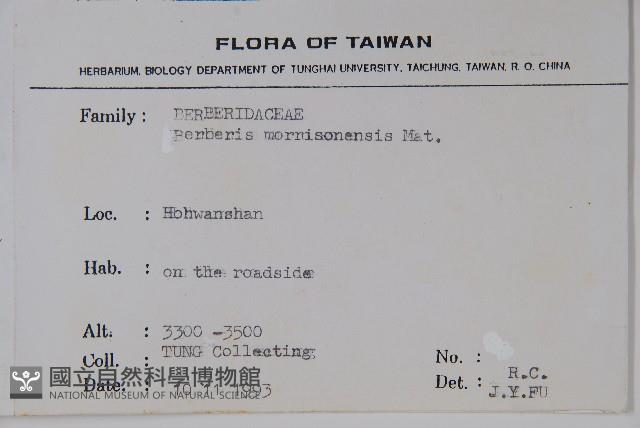 FLORA OF TAIWAN
HERBARIUM, BIOLOGY DEPARTMENT OF TUNGHAI UNIVERSITY, TAICHUNG, TAIWAN, R. O. CHINA
Family : BERBERIDACEAE
Berberis morrisonensis Mat.
Loc. : Hohwanshan
Hab. : on the roadside
Alt. : 3300 -3500
Coll. : TUNG Collecting
No. :
R.C.
Date. : 1993
Det. : J.Y.FU
國立自然科學博物館
NATIONAL MUSEUM OF NATURAL SCIENCE